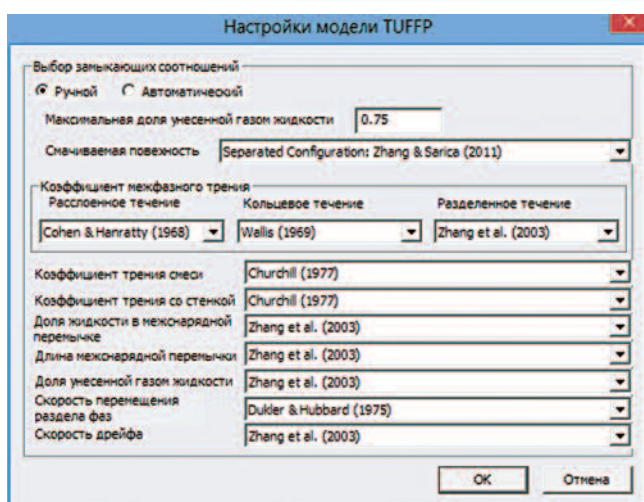 Настройки модели TUFFP
Выбор замыкающих соотношений
Ручной Автоматический
Максимальная доля унесенной газом жидкости 0.75
Смачиваемая повехность Separated Configuration: Zhang & Sarica (2011)
Коэффициент межфазного трения
Расслоенное течение Кольцевое течение Разделенное течение
Cohen & Hanratty (1968) Wallis (1969) Zhang et al. (2003)
Коэффициент трения смеси Churchill (1977)
Коэффициент трения со стенкой Churchill (1977)
Доля жидкости в межснарядной
перемычке Zhang et al. (2003)
Длина межснарядной перемычки Zhang et al. (2003)
Доля унесенной газом жидкости Zhang et al. (2003)
Скорость перемещения
раздела фаз Dukler & Hubbard (1975)
Скорость дрейфа Zhang et al. (2003)
OK Отмена